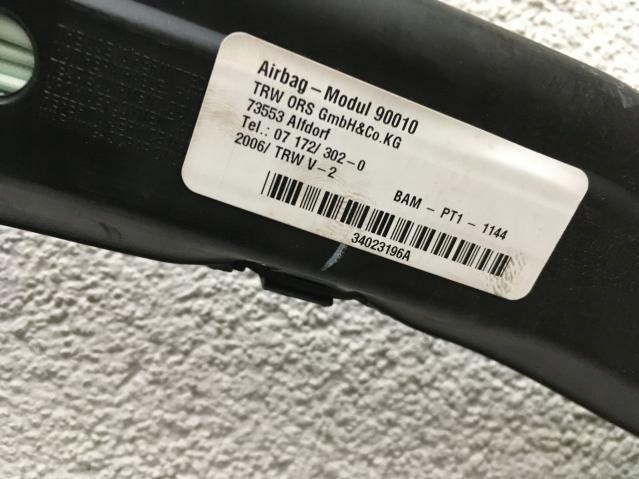 Airbag – Modul 90010
TRW ORS GmbH&Co.KG
73553 Alfdorf
Tel.: 07 172/ 302-0
2006/ TRW V-2
BAM - PT1 - 1144
34023196A